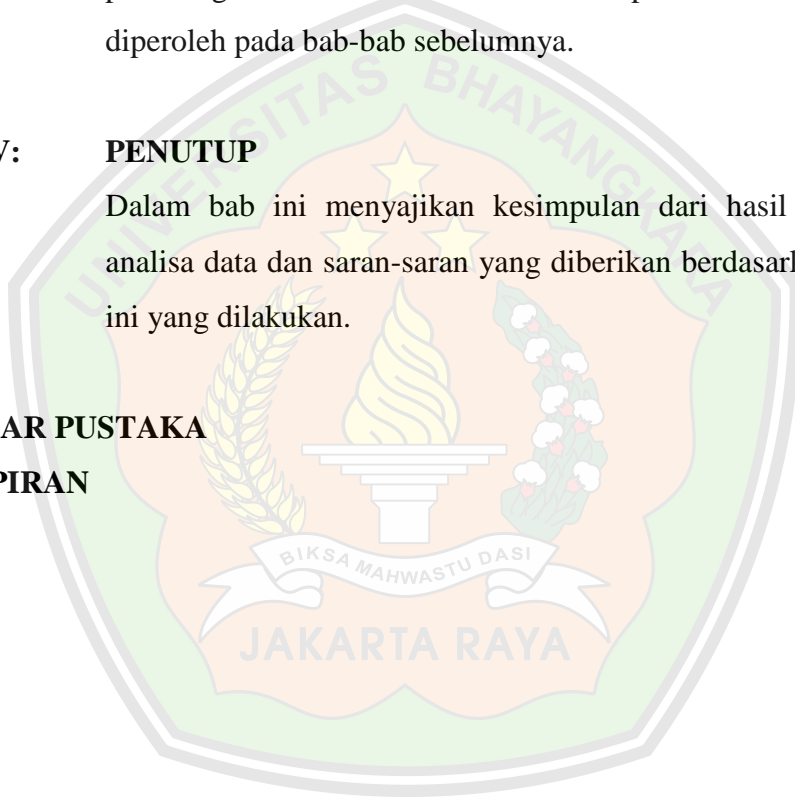 diperoleh pada bab-bab sebelumnya.
V: PENUTUP
Dalam bab ini menyajikan kesimpulan dari hasil
analisa data dan saran-saran yang diberikan berdasark
ini yang dilakukan.
AR PUSTAKA
PIRAN
UNIVERSITAS BHAYANGKARA
BIKSA MAHWASTU DASI
JAKARTA RAYA